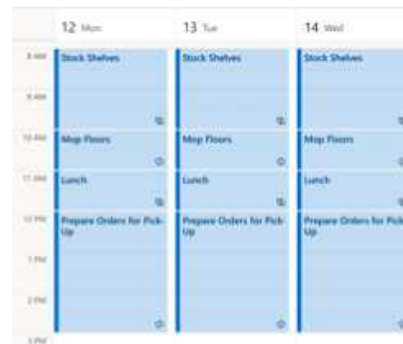 12 Mon
13 Tue
14 Wed
8 AM
Stock Shelves
Stock Shelves
Stock Shelves
9 AM
10 AM
Mop Floors
Mop Floors
Mop Floors
11 AM
Lunch
Lunch
Lunch
12 PM
Prepare Orders for Pick-
Up
Prepare Orders for Pick-
Up
Prepare Orders for Pick
Up
1 PM
2 PM
3 PM